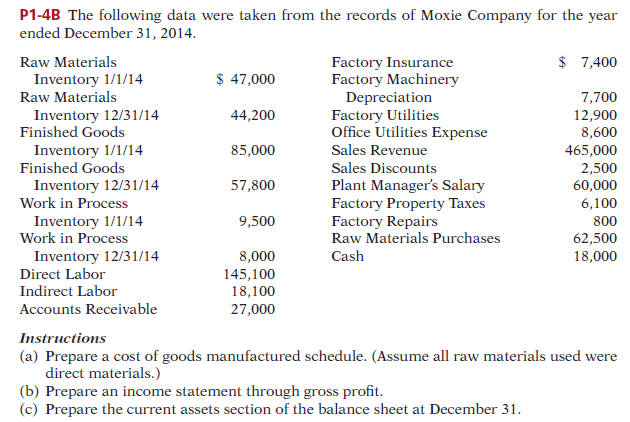 P1-4B The following data were taken from the records of Moxie Company for the year
ended December 31, 2014.
Raw Materials
Inventory 1/1/14 $ 47,000
Raw Materials
Inventory 12/31/14 44,200
Finished Goods
Inventory 1/1/14 85,000
Finished Goods
Inventory 12/31/14 57,800
Work in Process
Inventory 1/1/14 9,500
Work in Process
Inventory 12/31/14 8,000
Direct Labor 145,100
Indirect Labor 18,100
Accounts Receivable 27,000
Factory Insurance $ 7,400
Factory Machinery
Depreciation 7,700
Factory Utilities 12,900
Office Utilities Expense 8,600
Sales Revenue 465,000
Sales Discounts 2,500
Plant Manager's Salary 60,000
Factory Property Taxes 6,100
Factory Repairs 800
Raw Materials Purchases 62,500
Cash 18,000
Instructions
(a) Prepare a cost of goods manufactured schedule. (Assume all raw materials used were
direct materials.)
(b) Prepare an income statement through gross profit.
(c) Prepare the current assets section of the balance sheet at December 31.